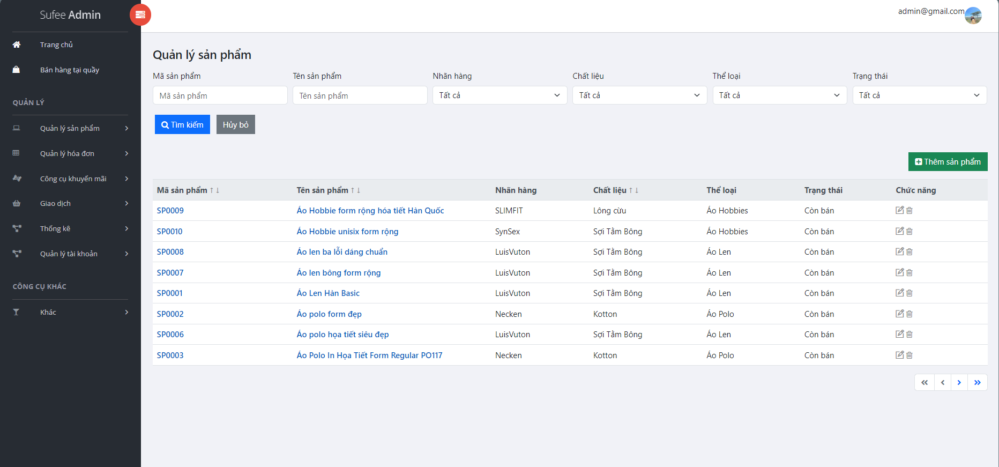 Sufee Admin
admin@gmail.com
Trang chủ
Bán hàng tại quầy
QUẢN LÝ
Quản lý sản phẩm
Quản lý hóa đơn
Công cụ khuyến mãi
Giao dịch
Thống kê
Quản lý tài khoản
CÔNG CỤ KHÁC
Khác
Quản lý sản phẩm
Mã sản phẩm Tên sản phẩm Nhãn hàng Chất liệu Thể loại Trạng thái
Mã sản phẩm Tên sản phẩm Tất cả Tất cả Tất cả Tất cả
Tìm kiếm Hủy bỏ
Thêm sản phẩm
Mã sản phẩm ↑↓ Tên sản phẩm ↑↓ Nhãn hàng Chất liệu ↑↓ Thể loại Trạng thái Chức năng
SP0009 Áo Hobbie form rộng hóa tiết Hàn Quốc SLIMFIT Lông cừu Áo Hobbies Còn bán
SP0010 Áo Hobbie unisix form rộng SynSex Sợi Tằm Bông Áo Hobbies Còn bán
SP0008 Áo len ba lỗi dáng chuẩn LuisVuton Sợi Tằm Bông Áo Len Còn bán
SP0007 Áo len bông form rộng LuisVuton Sợi Tằm Bông Áo Len Còn bán
SP0001 Áo Len Hàn Basic LuisVuton Sợi Tằm Bông Áo Len Còn bán
SP0002 Áo polo form đẹp Necken Kotton Áo Polo Còn bán
SP0006 Áo polo họa tiết siêu đẹp LuisVuton Sợi Tằm Bông Áo Len Còn bán
SP0003 Áo Polo In Họa Tiết Form Regular PO117 Necken Kotton Áo Polo Còn bán
« ‹ › »